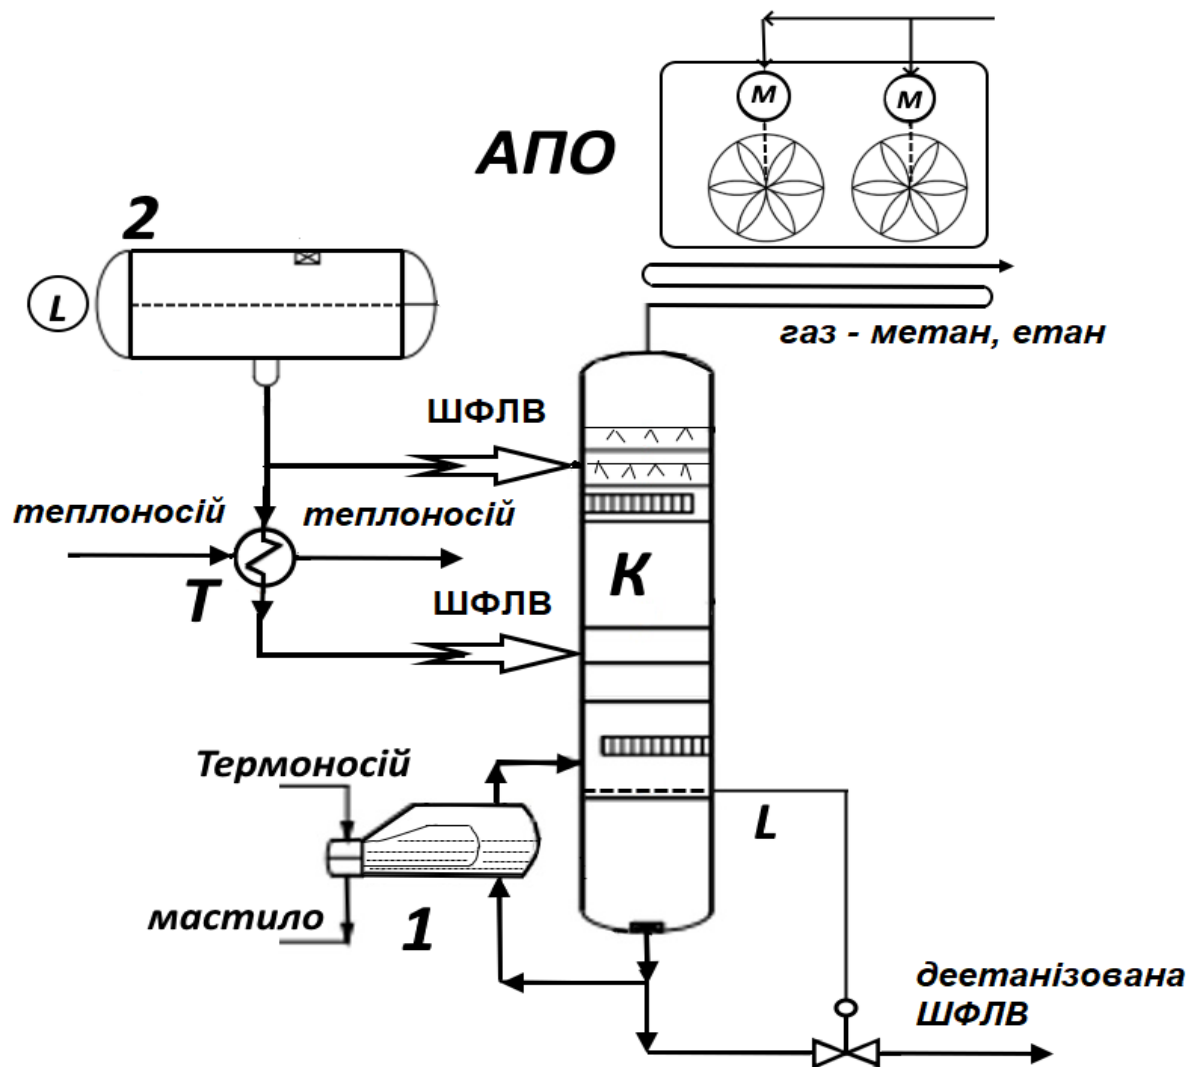 М
М
АПО
2
L
газ - метан, етан
ШФЛВ
теплоносій
теплоносій
К
Т
ШФЛВ
Термоносій
L
мастило
1
деетанізована
ШФЛВ